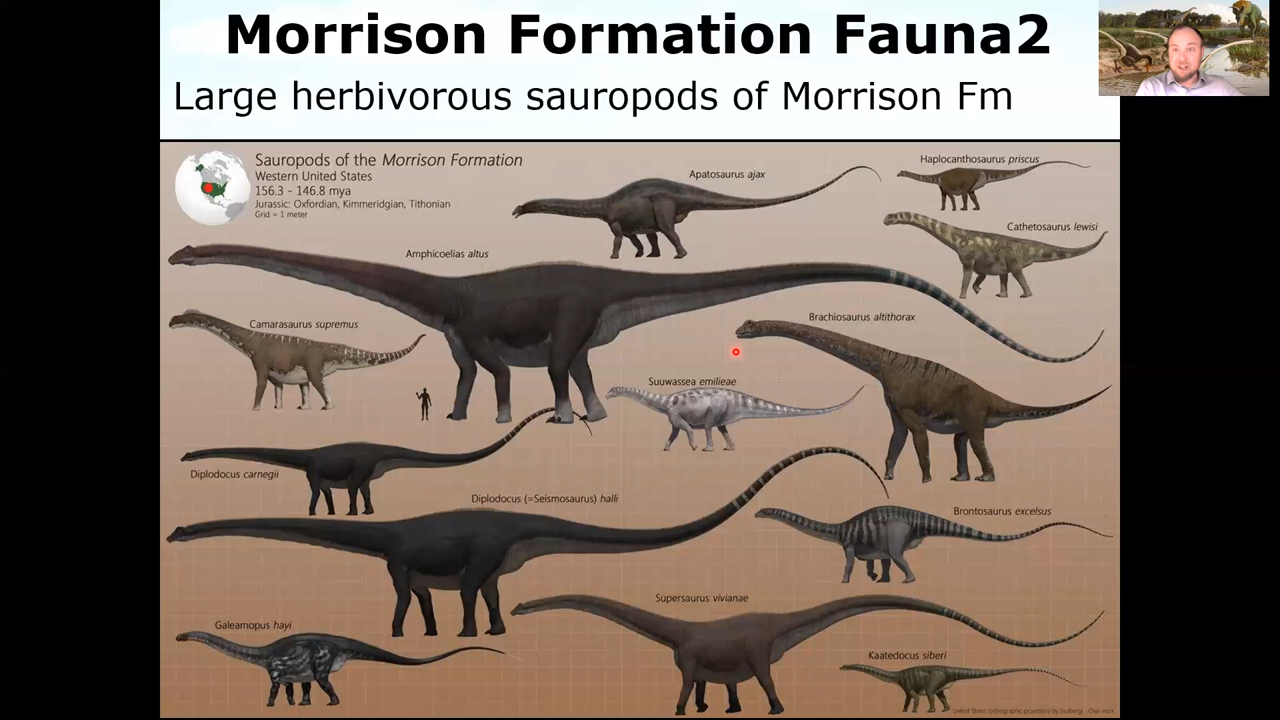 Morrison Formation Fauna2
Large herbivorous sauropods of Morrison Fm
Sauropods of the Morrison Formation
Western United States
156.3 - 146.8 mya
Jurassic: Oxfordian, Kimmeridgian, Tithonian
Grid = 1 meter
Haplocanthosaurus priscus
Apatosaurus ajax
Cathetosaurus lewisi
Amphicoelias altus
Camarasaurus supremus
Brachiosaurus altithorax
Suuwassea emilieae
Diplodocus carnegii
Diplodocus (=Seismosaurus) halli
Brontosaurus excelsus
Supersaurus vivianae
Galeamopus hayi
Kaatedocus siberi